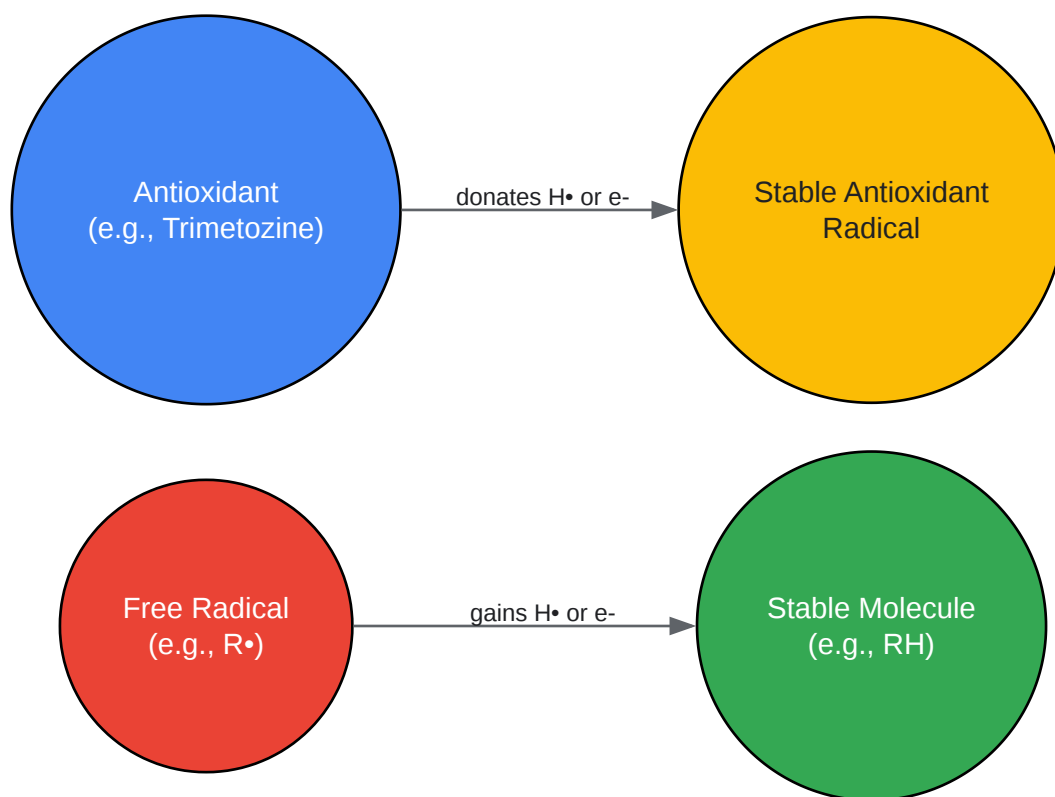 Antioxidant
(e.g., Trimetozine)
donates H• or e-
Stable Antioxidant
Radical
Free Radical
(e.g., R•)
gains H• or e-
Stable Molecule
(e.g., RH)